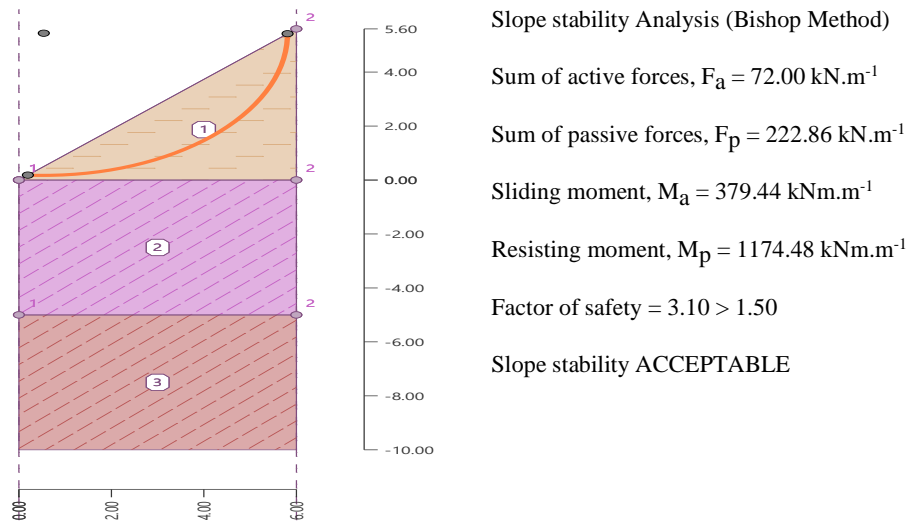 2
5.60
Slope stability Analysis (Bishop Method)
4.00
Sum of active forces, Fa = 72.00 kN.m-1
1
2.00
Sum of passive forces, Fp = 222.86 kN.m-1
1
2
0.00
Sliding moment, Ma = 379.44 kNm.m-1
-2.00
2
Resisting moment, Mp = 1174.48 kNm.m-1
-4.00
1
2
Factor of safety = 3.10 > 1.50
-6.00
Slope stability ACCEPTABLE
3
-8.00
-10.00
0.00 2.00 4.00 6.00